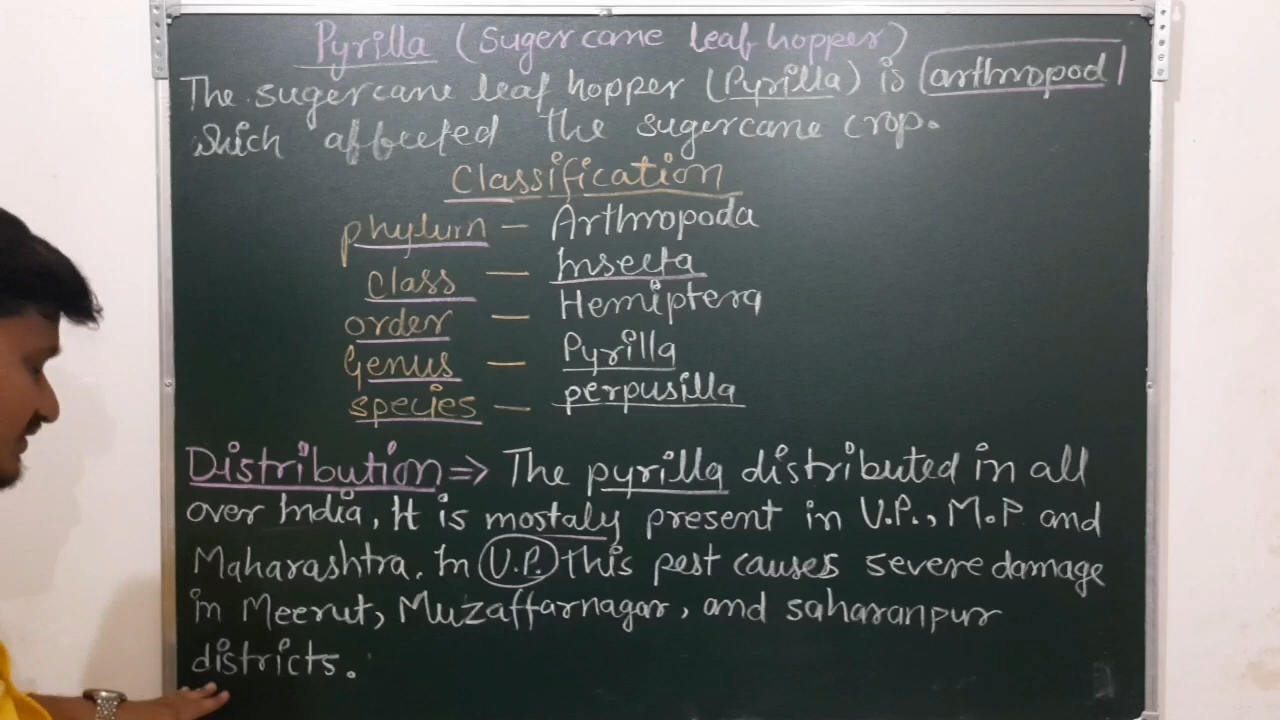 Pyrilla (Sugercane leaf hopper)
The sugercane leaf hopper (Pyrilla) is arthropod
which affected the sugercane crop.
Classification
phylum - Arthropoda
class - Insecta
order - Hemiptera
Genus - Pyrilla
species - perpusilla
Distribution => The pyrilla distributed in all
over India, It is mostaly present in U.P., M.P and
Maharashtra. In U.P. this pest causes severe damage
in Meerut, Muzaffarnagar, and saharanpur
districts.